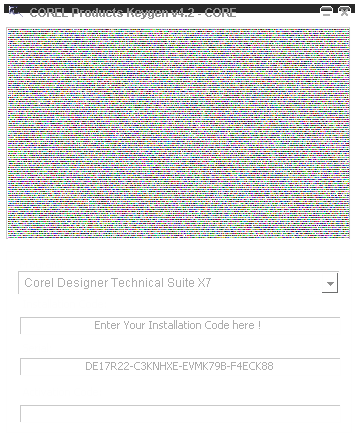 COREL Products Keygen v4.2 - CORE
Corel Designer Technical Suite X7
Enter Your Installation Code here !
DE17R22-C3KNHXE-EVMK79B-F4ECK88